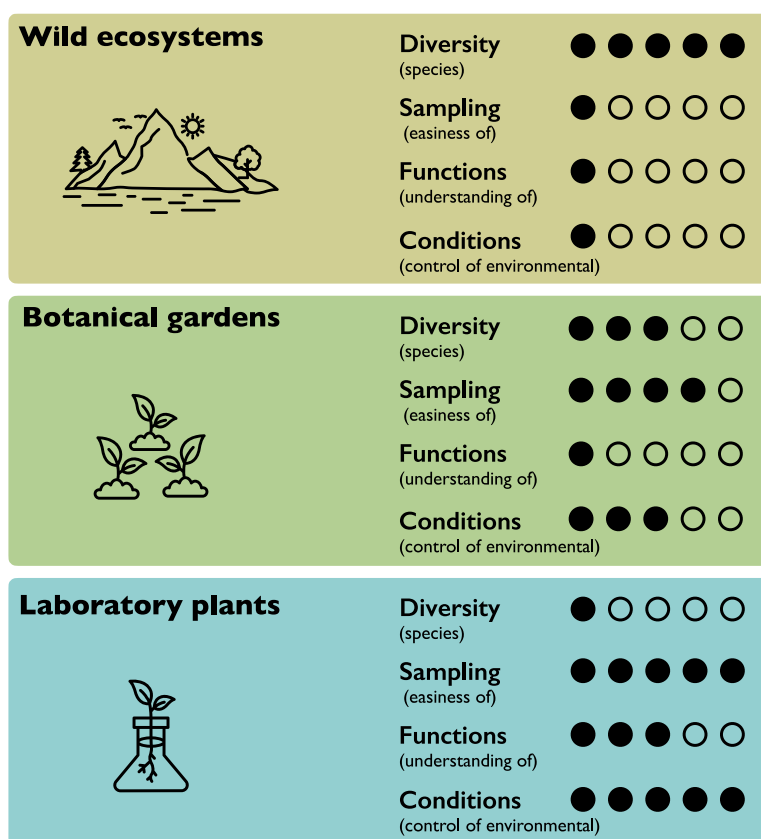 Wild ecosystems
Diversity
(species)
Sampling
(easiness of)
Functions
(understanding of)
Conditions
(control of environmental)
Botanical gardens
Diversity
(species)
Sampling
(easiness of)
Functions
(understanding of)
Conditions
(control of environmental)
Laboratory plants
Diversity
(species)
Sampling
(easiness of)
Functions
(understanding of)
Conditions
(control of environmental)